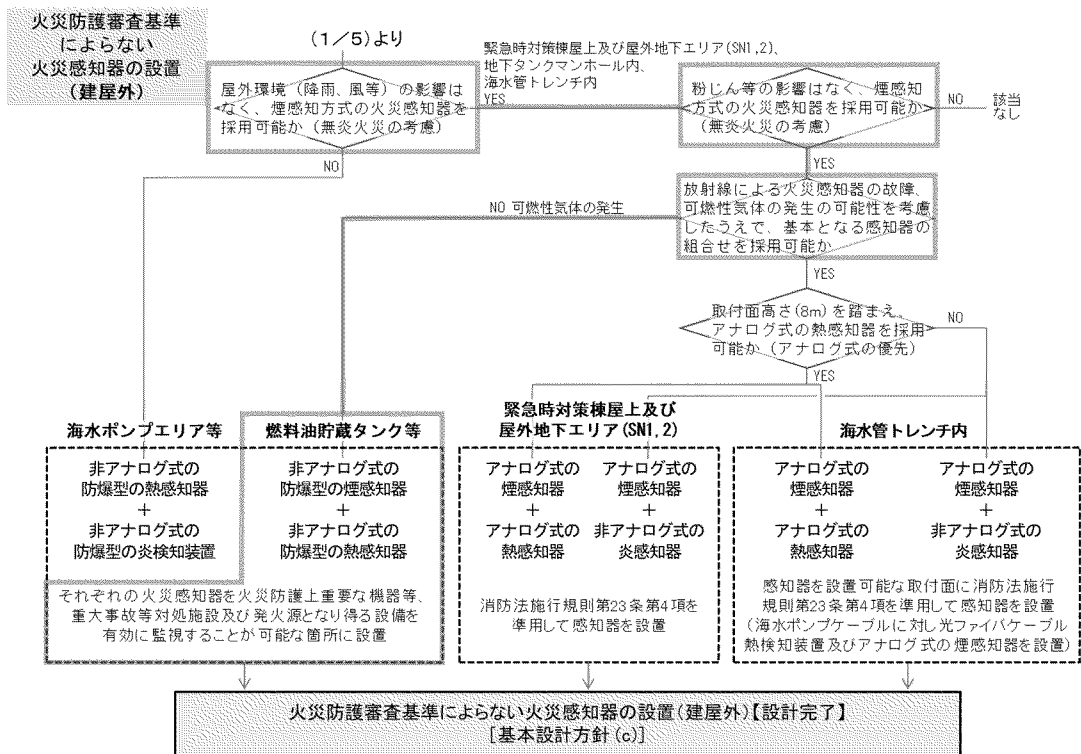 火災防護審査基準
によらない
火災感知器の設置
(建屋外)
(1/5)より
緊急時対策棟屋上及び屋外地下エリア(SN1,2)、
地下タンクマンホール内、
海水管トレンチ内
屋外環境(降雨、風等)の影響は
なく、煙感知方式の火災感知器を
採用可能か(無炎火災の考慮)
YES
NO
粉じん等の影響はなく、煙感知
方式の火災感知器を採用可能か
(無炎火災の考慮)
NO
該当
なし
YES
放射線による火災感知器の故障、
可燃性気体の発生の可能性を考慮
したうえで、基本となる感知器の
組合せを採用可能か
NO 可燃性気体の発生
YES
取付面高さ(8m)を踏まえ、
アナログ式の熱感知器を採用
可能か(アナログ式の優先)
NO
YES
海水ポンプエリア等
非アナログ式の
防爆型の熱感知器
+
非アナログ式の
防爆型の炎検知装置
燃料油貯蔵タンク等
非アナログ式の
防爆型の煙感知器
+
非アナログ式の
防爆型の熱感知器
それぞれの火災感知器を火災防護上重要な機器等、
重大事故等対処施設及び発火源となり得る設備を
有効に監視することが可能な箇所に設置
緊急時対策棟屋上及び
屋外地下エリア(SN1,2)
アナログ式の
煙感知器
+
アナログ式の
熱感知器
アナログ式の
煙感知器
+
非アナログ式の
炎感知器
消防法施行規則第23条第4項を
準用して感知器を設置
海水管トレンチ内
アナログ式の
煙感知器
+
アナログ式の
熱感知器
アナログ式の
煙感知器
+
非アナログ式の
炎感知器
感知器を設置可能な取付面に消防法施行
規則第23条第4項を準用して感知器を設置
(海水ポンプケーブルに対し光ファイバケーブル
熱検知装置及びアナログ式の煙感知器を設置)
火災防護審査基準によらない火災感知器の設置(建屋外)【設計完了】
[基本設計方針(c)]